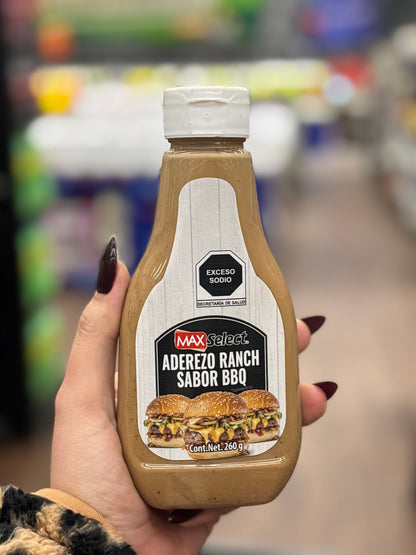 EXCESO
SODIO
SECRETARÍA DE SALUD
MAX Select
ADEREZO RANCH
SABOR BBQ
Cont.Net. 260 g